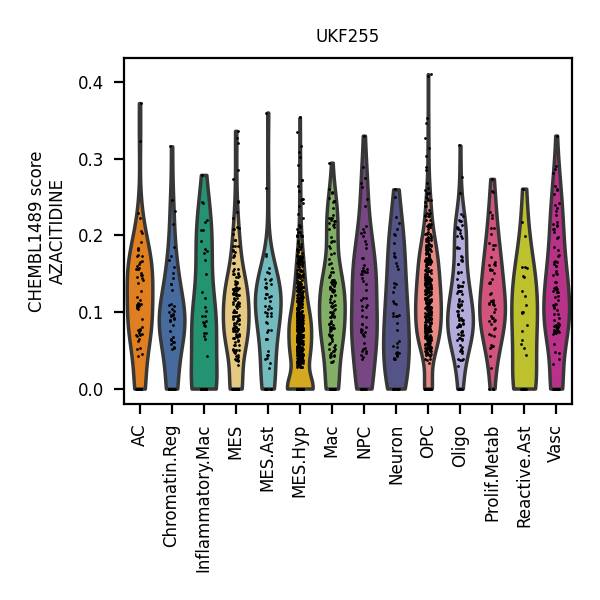 UKF255
CHEMBL1489 score
AZACITIDINE
0.4
0.3
0.2
0.1
0.0
AC
Chromatin.Reg
Inflammatory.Mac
MES
MES.Ast
MES.Hyp
Mac
NPC
Neuron
OPC
Oligo
Prolif.Metab
Reactive.Ast
Vasc